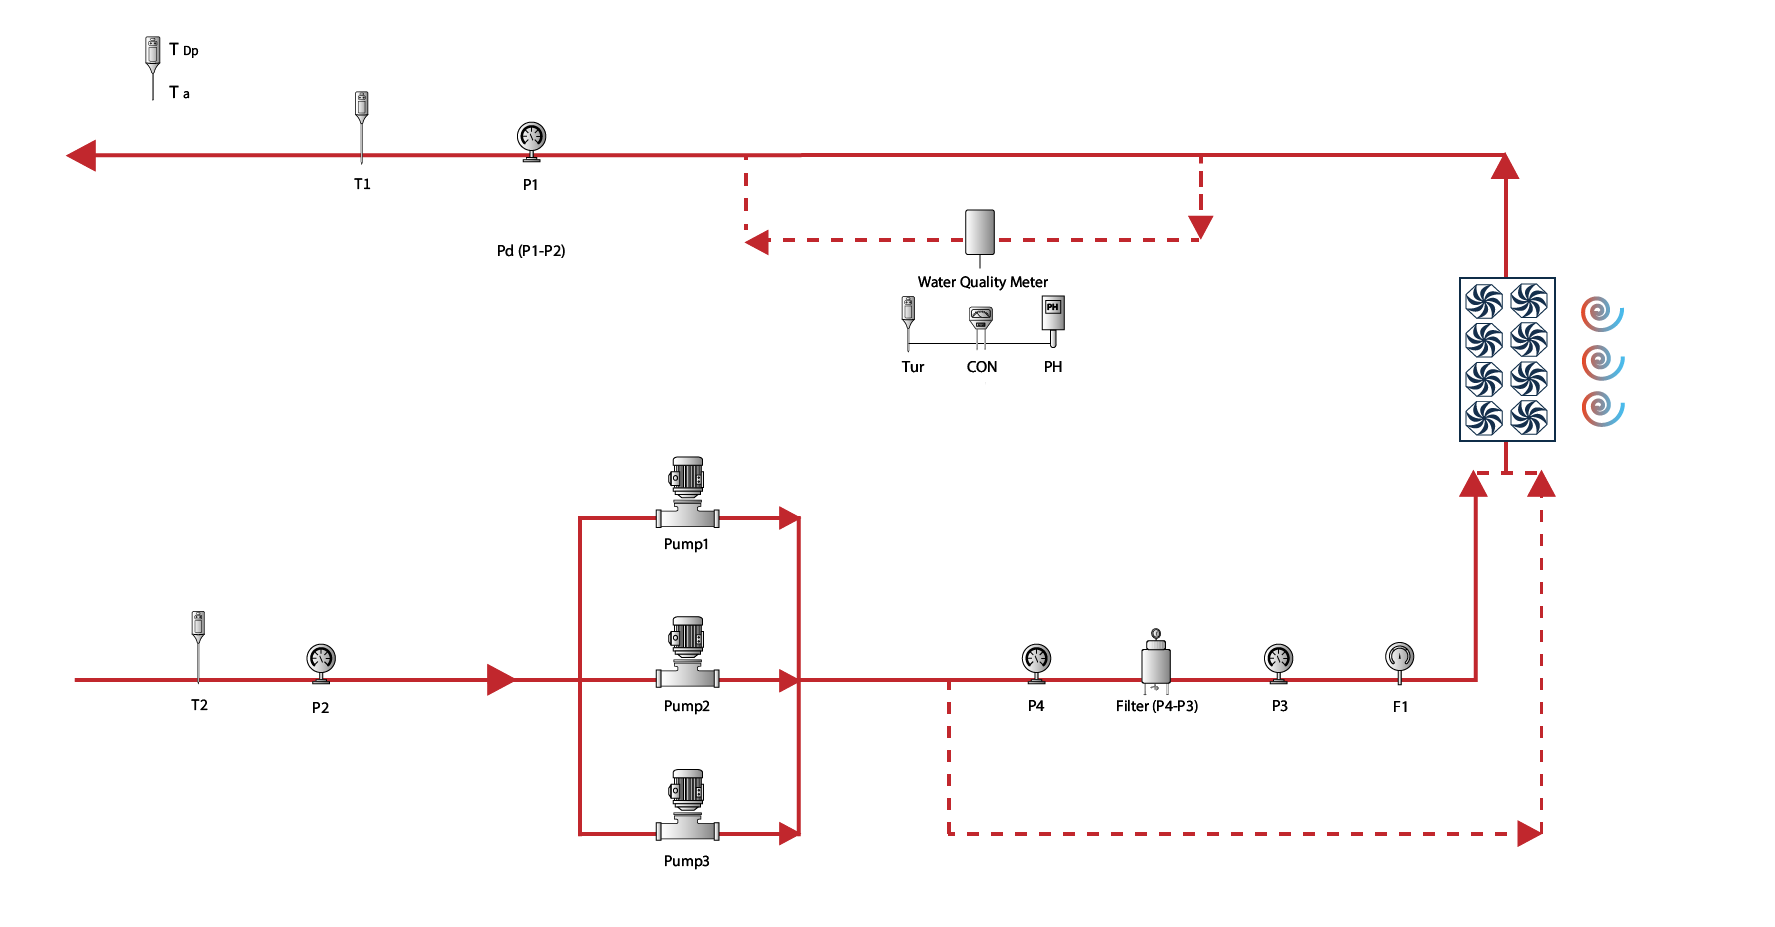 T Dp
T a
T1
P1
Pd (P1-P2)
Water Quality Meter
PH
Tur
CON
PH
Pump1
T2
P2
Pump2
P4
Filter (P4-P3)
P3
F1
Pump3